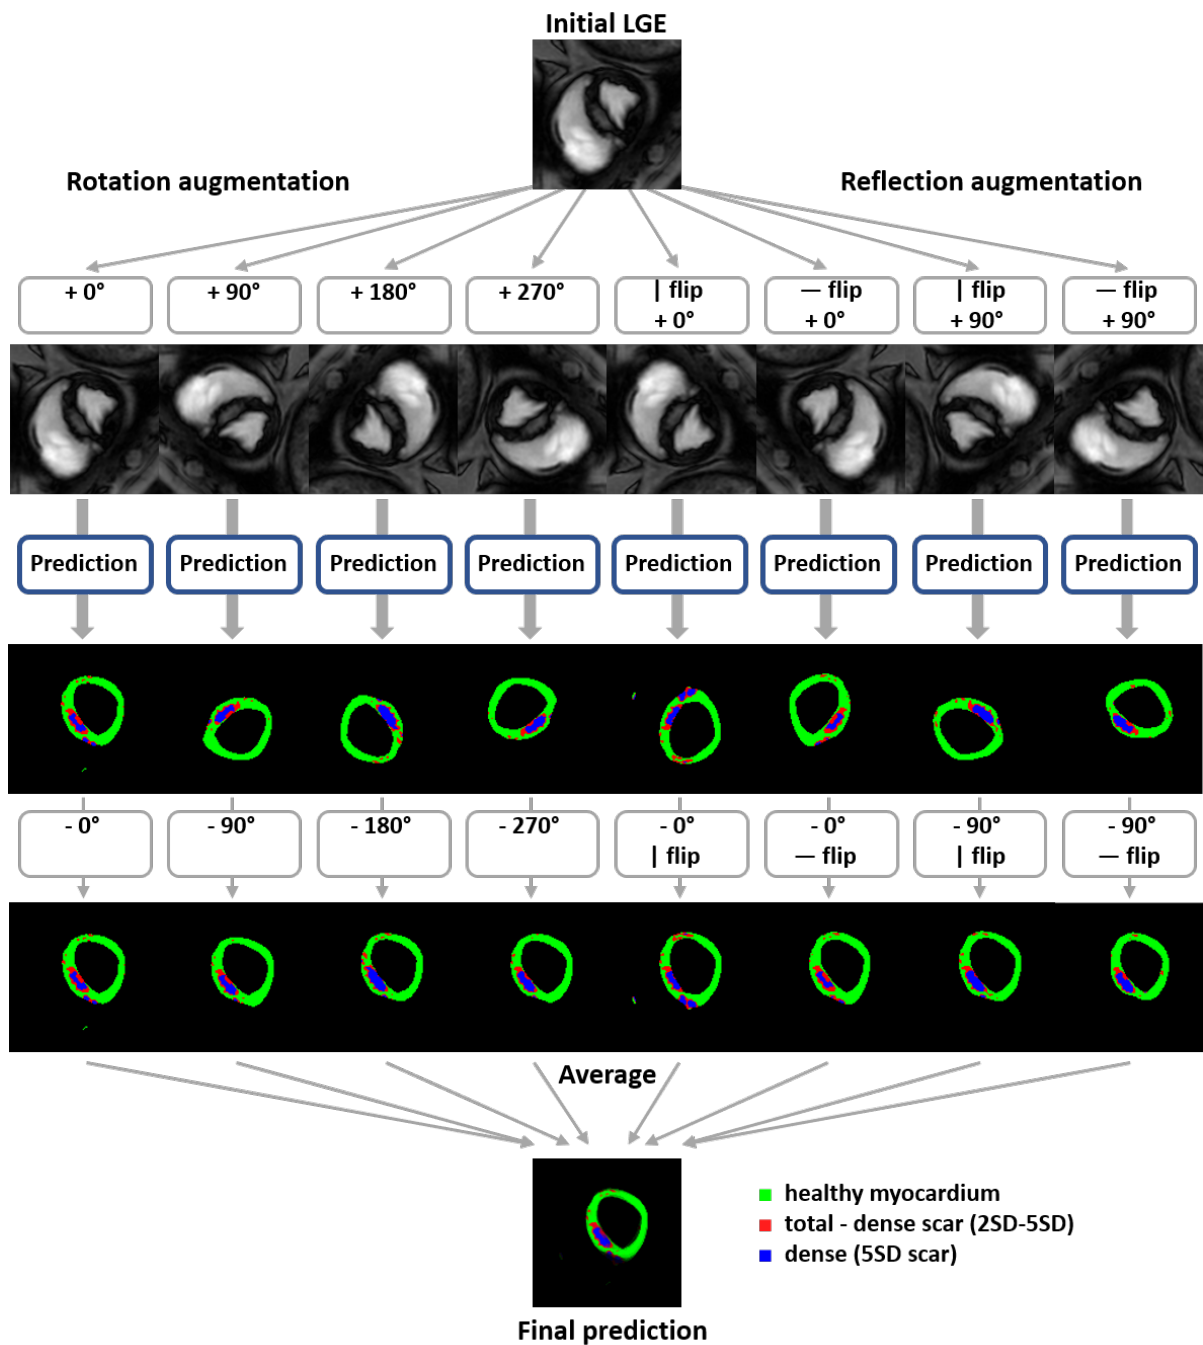 Initial LGE
Rotation augmentation
Reflection augmentation
+ 0°
+ 90°
+ 180°
+ 270°
| flip
+ 0°
— flip
+ 0°
| flip
+ 90°
— flip
+ 90°
Prediction
Prediction
Prediction
Prediction
Prediction
Prediction
Prediction
Prediction
- 0°
- 90°
- 180°
- 270°
- 0°
| flip
- 0°
— flip
- 90°
| flip
- 90°
— flip
Average
healthy myocardium
total - dense scar (2SD-5SD)
dense (5SD scar)
Final prediction